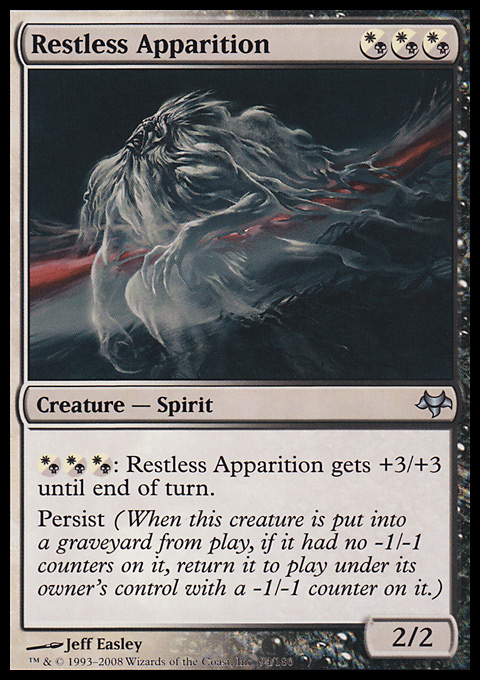 Restless Apparition
Creature — Spirit
: Restless Apparition gets +3/+3
until end of turn.
Persist (When this creature is put into
a graveyard from play, if it had no -1/-1
counters on it, return it to play under its
owner's control with a -1/-1 counter on it.)
Jeff Easley
2/2
™ & © 1993–2008 Wizards of the Coast, Inc.